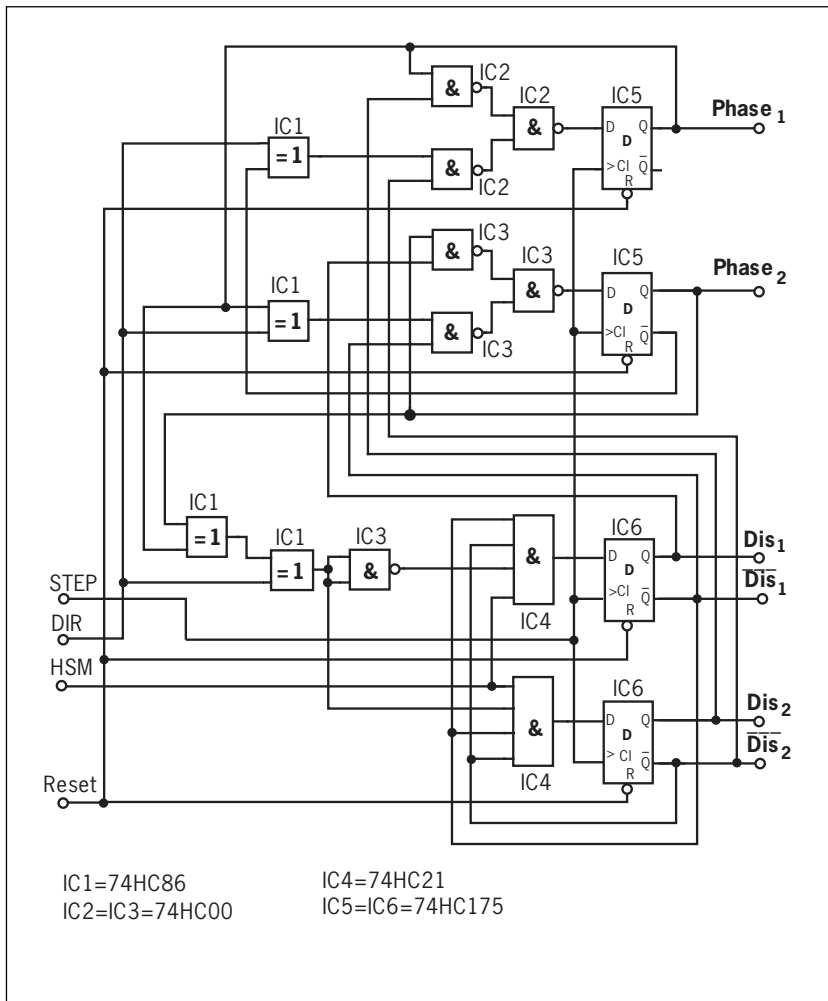 IC2
&
IC2
&
IC5
D Q
D
>CI Q̅
R
Phase 1
IC1
= 1
&
IC2
IC3
&
IC3
&
IC5
D Q
D
>CI Q̅
R
Phase 2
IC1
= 1
&
IC3
IC1
= 1
IC1
= 1
IC3
&
&
IC4
IC6
D Q
D
>CI Q̅
R
Dis1
D̅i̅s̅1
STEP
DIR
HSM
&
IC4
IC6
D Q
D
> CI Q̅
R
Dis2
D̅i̅s̅2
Reset
IC1=74HC86
IC2=IC3=74HC00
IC4=74HC21
IC5=IC6=74HC175